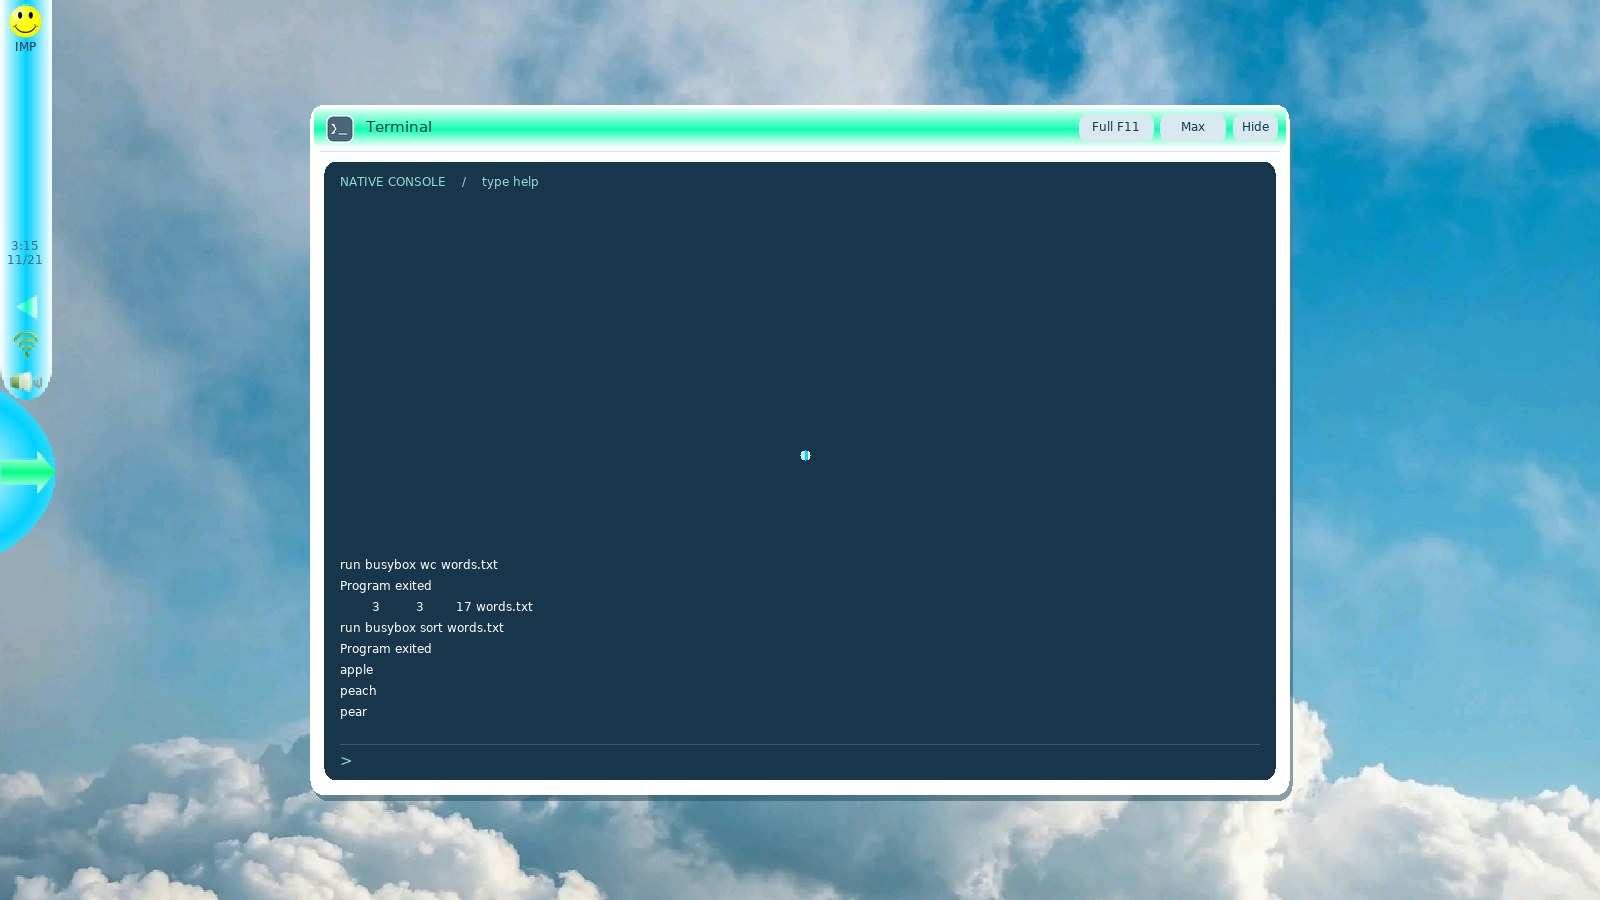 IMP
3:15
11/21
❯_ Terminal
Full F11 Max Hide
NATIVE CONSOLE / type help
run busybox wc words.txt
Program exited
3 3 17 words.txt
run busybox sort words.txt
Program exited
apple
peach
pear
>